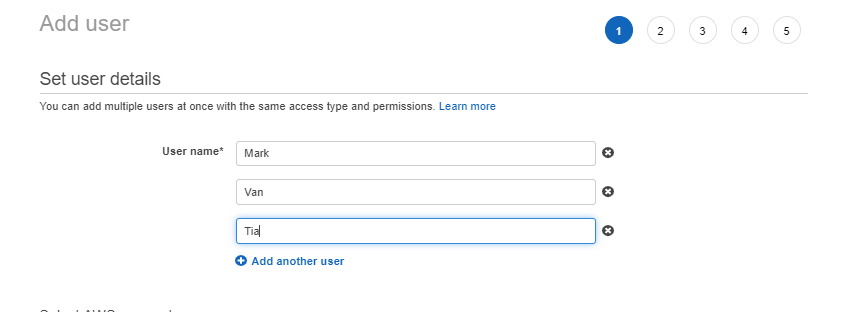 Add user
1 2 3 4 5
Set user details
You can add multiple users at once with the same access type and permissions. Learn more
User name* Mark
Van
Tia
Add another user